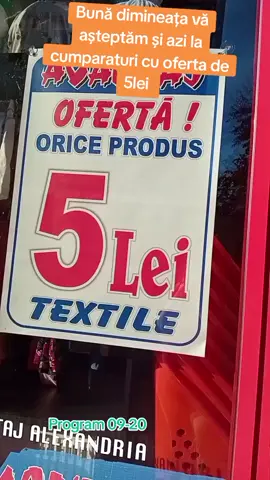 Bună dimineața vă
așteptăm și azi la
cumparaturi cu oferta de
5lei
OFERTĂ !
ORICE PRODUS
5 Lei
TEXTILE
Program 09-20
TAJ ALEXANDRIA